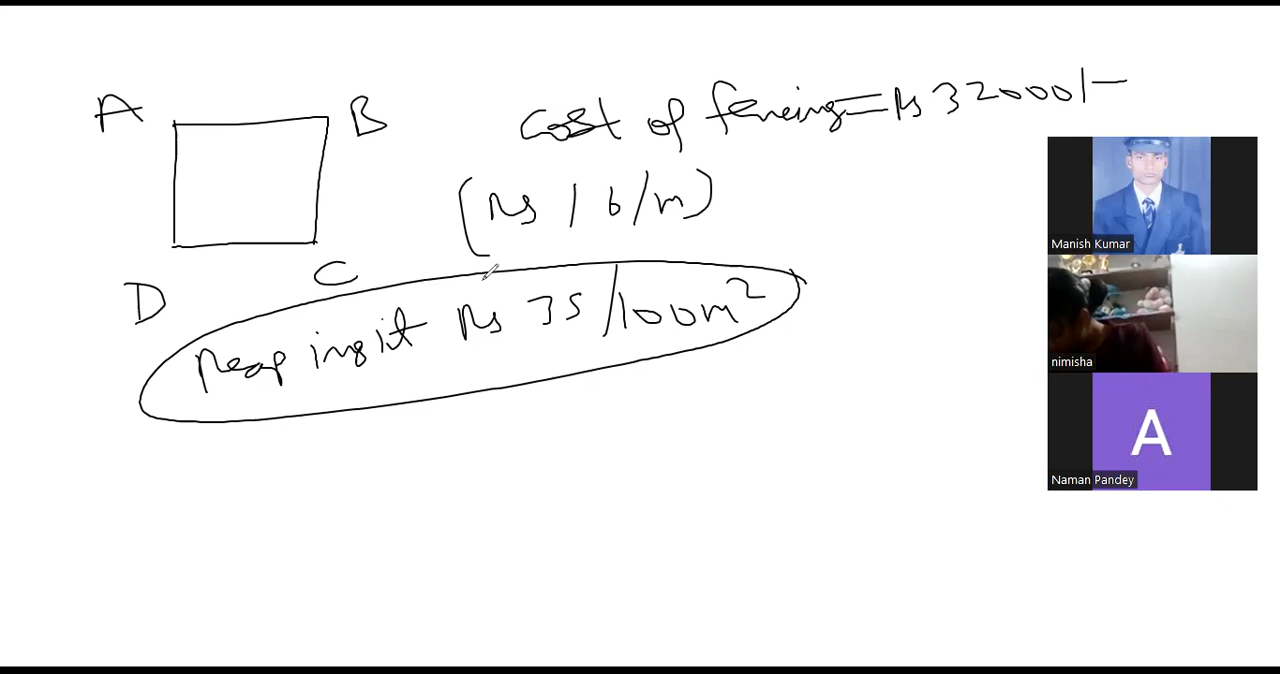 A
B
Cost of fencing = Rs 32000/-
(Rs 16/m)
D
C
Reaping it Rs 35/100m²
Manish Kumar
nimisha
A
Naman Pandey